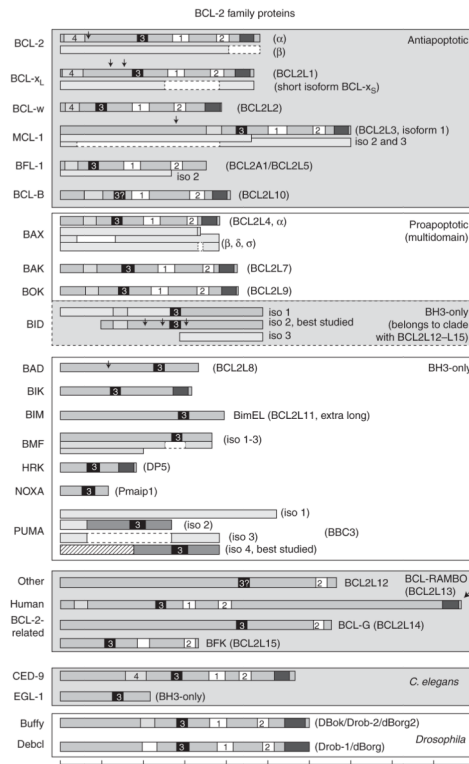 BCL-2 family proteins
BCL-2 4 3 1 2 (α) Antiapoptotic
(β)
BCL-xL 4 3 1 2 (BCL2L1)
(short isoform BCL-xS)
BCL-w 4 3 1 2 (BCL2L2)
MCL-1 3 1 2 (BCL2L3, isoform 1)
iso 2 and 3
BFL-1 3 1 2 (BCL2A1/BCL2L5)
iso 2
BCL-B 3? 1 2 (BCL2L10)
BAX 3 1 2 (BCL2L4, α) Proapoptotic
(β, δ, σ) (multidomain)
BAK 3 1 2 (BCL2L7)
BOK 3 1 2 (BCL2L9)
BID 3 iso 1 BH3-only
3 iso 2, best studied (belongs to clade
iso 3 with BCL2L12–L15)
BAD 3 (BCL2L8) BH3-only
BIK 3
BIM 3 BimEL (BCL2L11, extra long)
BMF 3 (iso 1-3)
HRK 3 (DP5)
NOXA 3 (Pmaip1)
PUMA (iso 1)
3 (iso 2)
(iso 3) (BBC3)
3 (iso 4, best studied)
Other 3? 2 BCL2L12 BCL-RAMBO
Human 3 1 2 (BCL2L13)
BCL-2- 3 2 BCL-G (BCL2L14)
related
3 2 BFK (BCL2L15)
CED-9 4 3 1 2 C. elegans
EGL-1 3 (BH3-only)
Buffy 3 1 2 (DBok/Drob-2/dBorg2)
Debcl 3 1 2 (Drob-1/dBorg) Drosophila